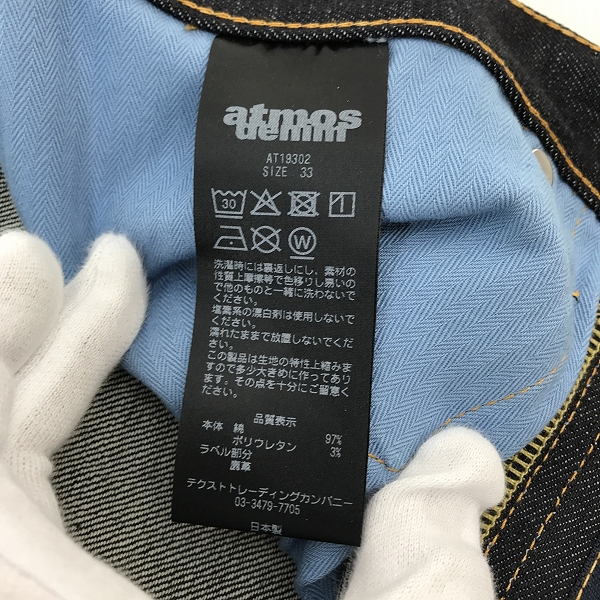 atmos
denim
AT19302
SIZE 33
30
W
洗濯時には裏返しにし、素材の
性質上摩擦等で色移りし易いの
で他のものと一緒に洗わないで
ください。
塩素系の漂白剤は使用しないで
ください。
濡れたままで放置しないでくだ
さい。
この製品は生地の特性上縮みま
すので多少大きめに作ってあり
ます。その点を十分にご留意く
ださい。
品質表示
本体 綿 97%
ポリウレタン 3%
ラベル部分
鹿革
テクストトレーディングカンパニー
03-3479-7705
日本製